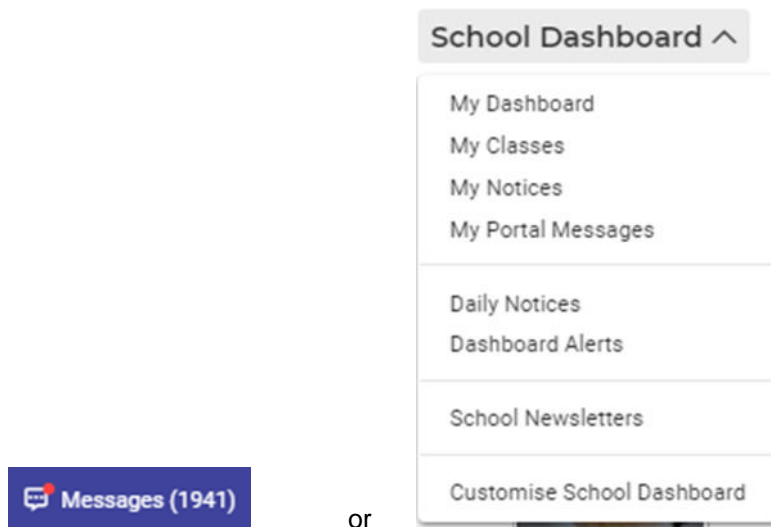 School Dashboard
My Dashboard
My Classes
My Notices
My Portal Messages
Daily Notices
Dashboard Alerts
School Newsletters
Customise School Dashboard
Messages (1941)
or